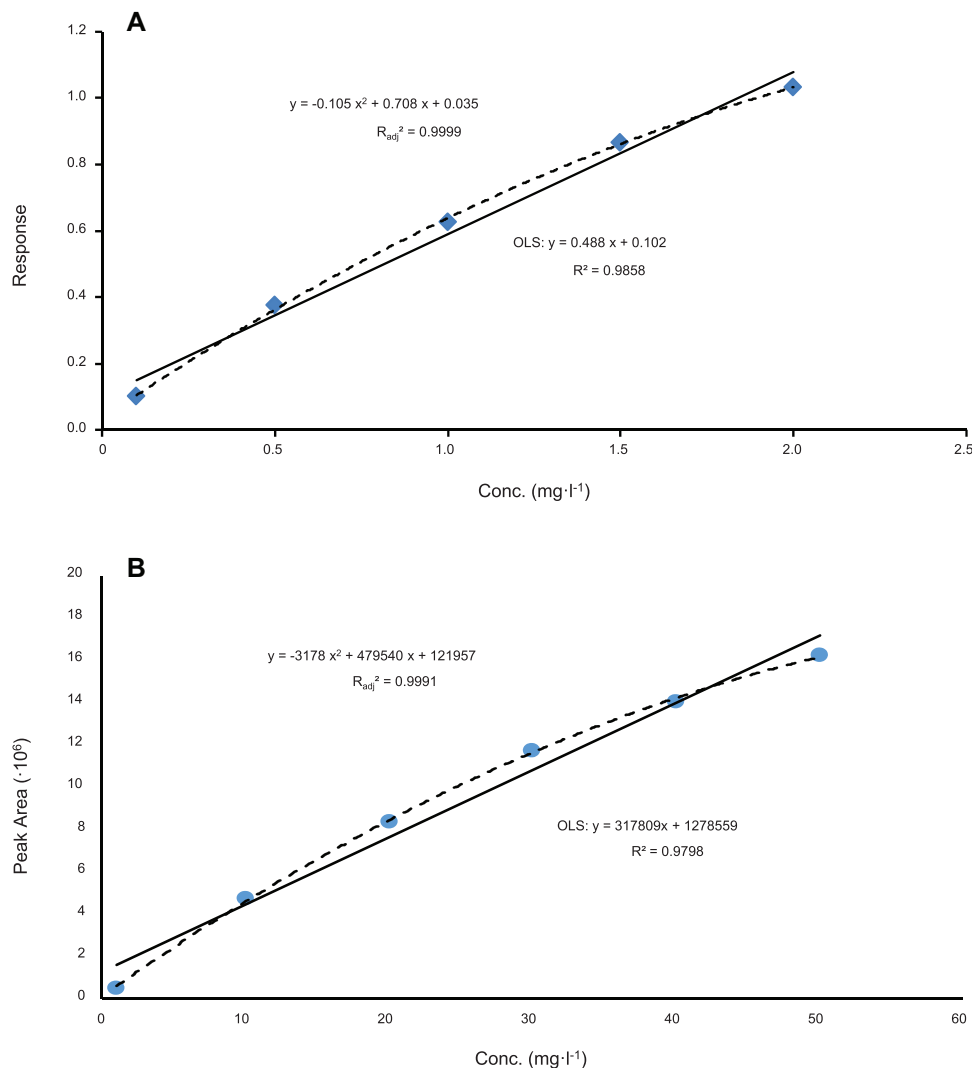 A
1.2
1.0
0.8
0.6
0.4
0.2
0.0
Response
y = -0.105 x² + 0.708 x + 0.035
Radj² = 0.9999
OLS: y = 0.488 x + 0.102
R² = 0.9858
0 0.5 1.0 1.5 2.0 2.5
Conc. (mg·l⁻¹)
B
20
18
16
14
12
10
8
6
4
2
0
Peak Area (·10⁶)
y = -3178 x² + 479540 x + 121957
Radj² = 0.9991
OLS: y = 317809x + 1278559
R² = 0.9798
0 10 20 30 40 50 60
Conc. (mg·l⁻¹)